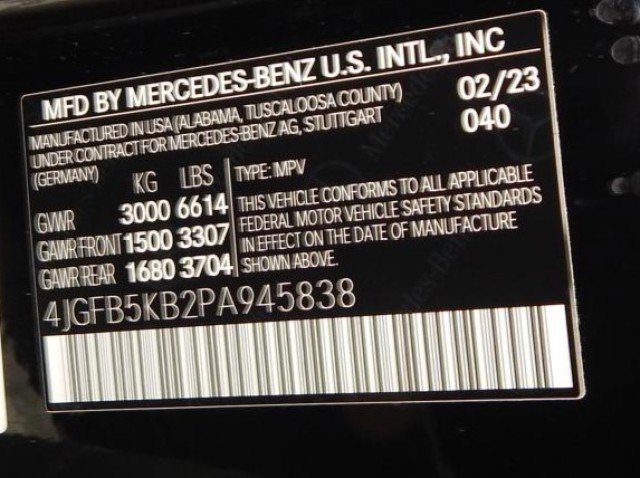 MFD BY MERCEDES-BENZ U.S. INTL., INC
MANUFACTURED IN USA (ALABAMA, TUSCALOOSA COUNTY)
UNDER CONTRACT FOR MERCEDES-BENZ AG, STUTTGART
(GERMANY)
02/23
040
KG LBS
GVWR 3000 6614
GAWR FRONT 1500 3307
GAWR REAR 1680 3704
TYPE: MPV
THIS VEHICLE CONFORMS TO ALL APPLICABLE
FEDERAL MOTOR VEHICLE SAFETY STANDARDS
IN EFFECT ON THE DATE OF MANUFACTURE
SHOWN ABOVE.
4JGFB5KB2PA945838